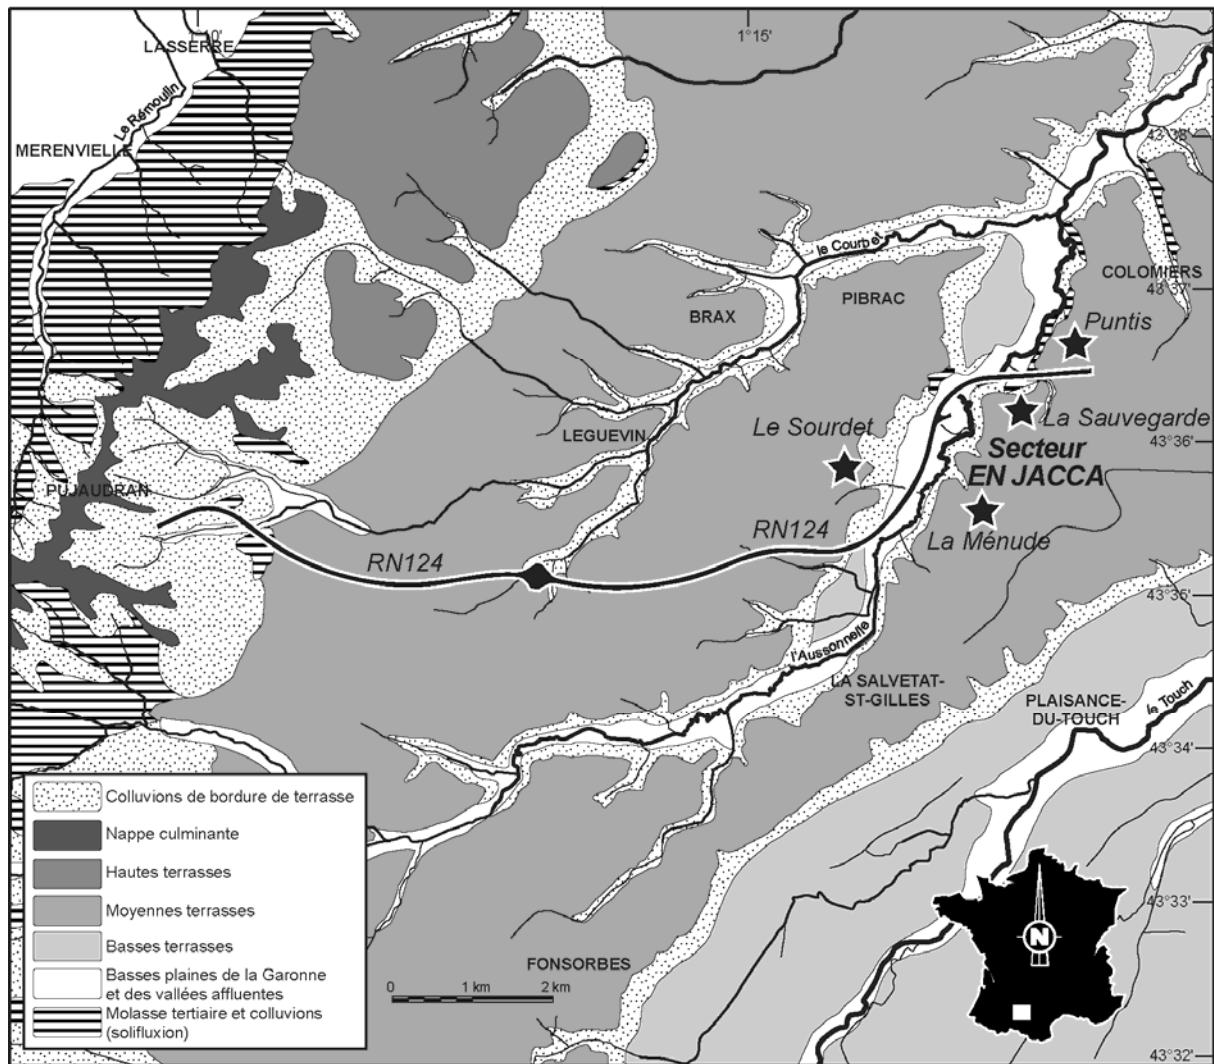 1°10'
1°15'
LASSERRE
Le Rémoulin
MERENVIELLE
43°38'
le Courbet
COLOMIERS
43°37'
PIBRAC
BRAX
Puntis
La Sauvegarde
Le Sourdet
LEGUEVIN
43°36'
Secteur
EN JACCA
PUJAUDRAN
La Ménude
RN124
RN124
43°35'
l'Aussonnelle
LA SALVETAT-
ST-GILLES
PLAISANCE-
DU-TOUCH
le Touch
43°34'
Colluvions de bordure de terrasse
Nappe culminante
Hautes terrasses
Moyennes terrasses
Basses terrasses
Basses plaines de la Garonne
et des vallées affluentes
Molasse tertiaire et colluvions
(solifluxion)
43°33'
N
FONSORBES
0 1 km 2 km
43°32'